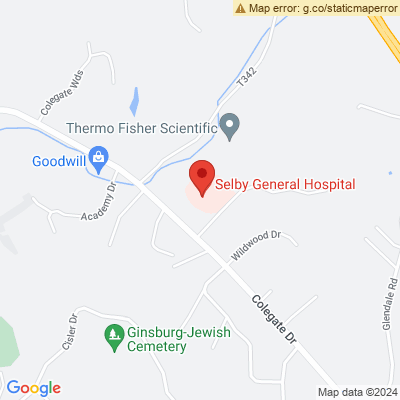 Map error: g.co/staticmaperror
Colegate Wds
T342
Thermo Fisher Scientific
Goodwill
Selby General Hospital
Academy Dr
Wildwood Dr
Colegate Dr
Glendale Rd
Cisler Dr
Ginsburg-Jewish
Cemetery
Google
Map data ©2024